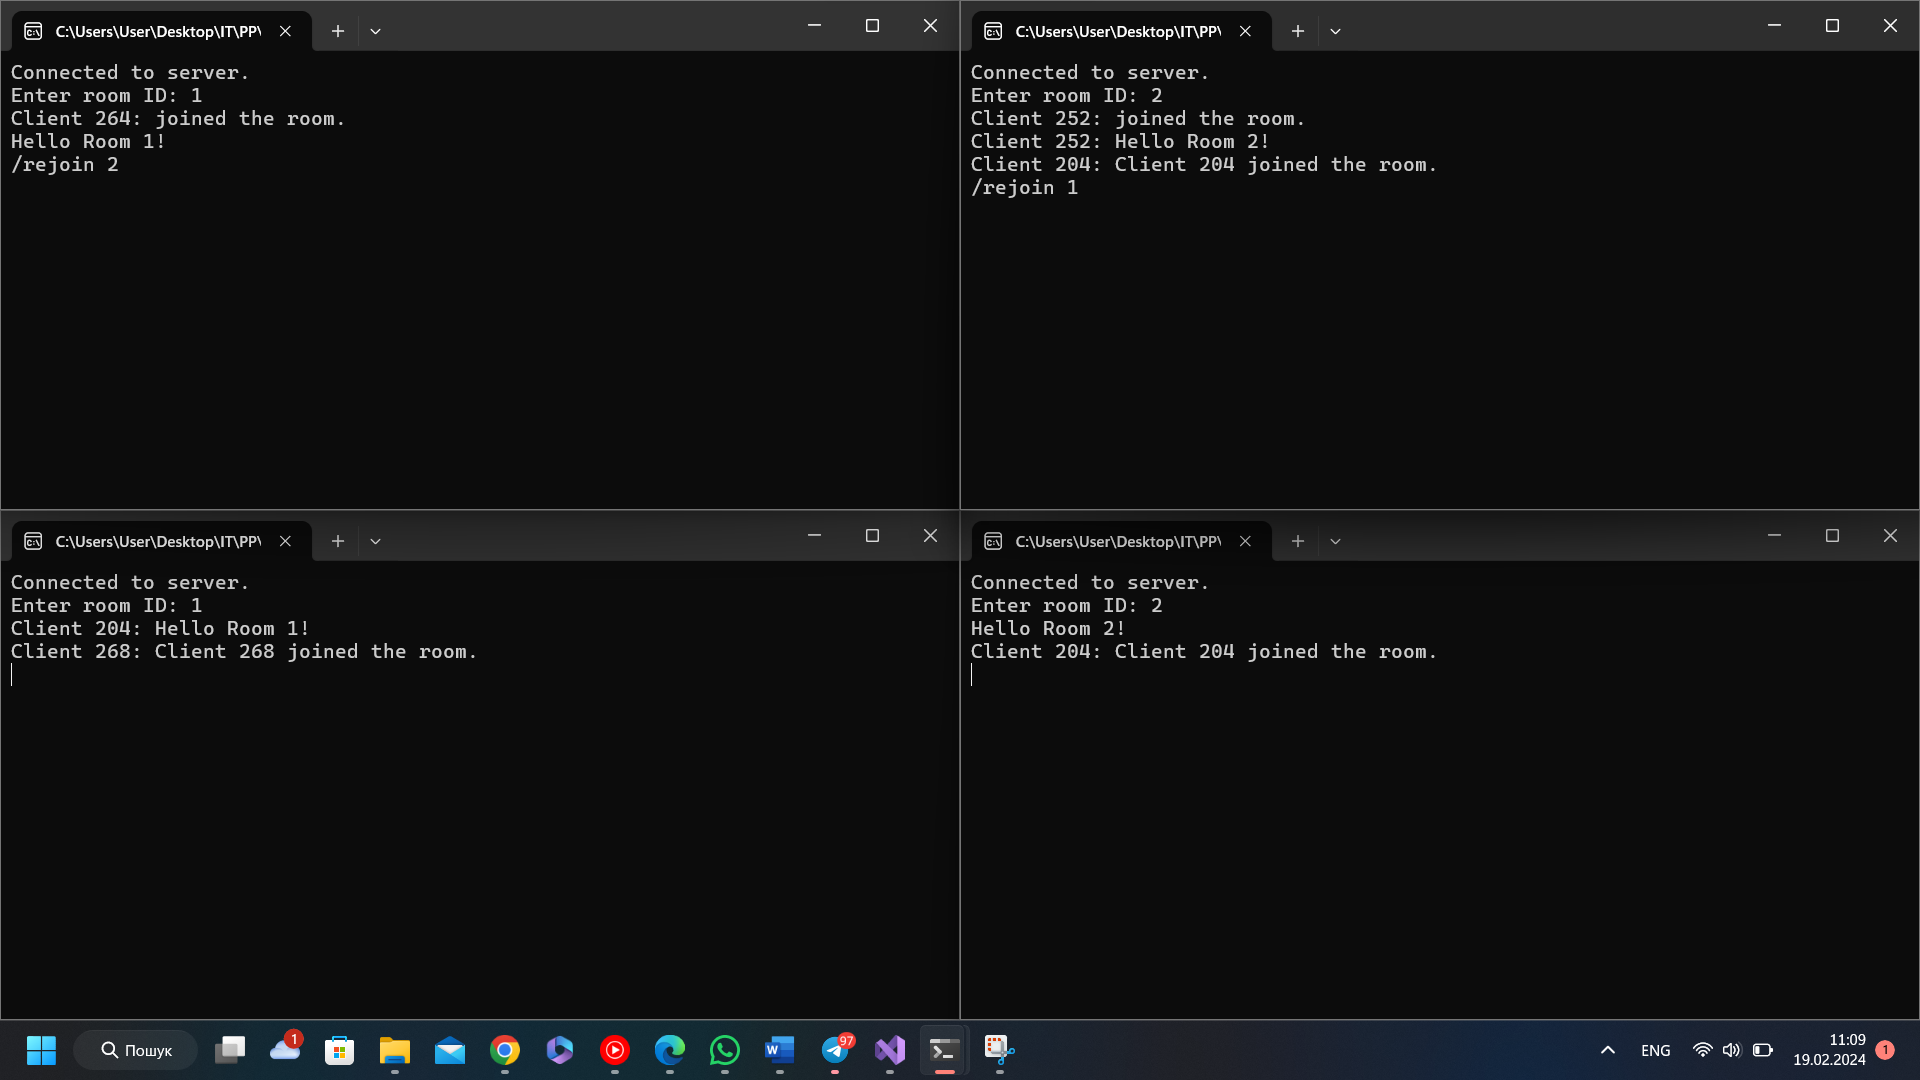 C:\Users\User\Desktop\IT\PP\
Connected to server.
Enter room ID: 1
Client 264: joined the room.
Hello Room 1!
/rejoin 2
C:\Users\User\Desktop\IT\PP\
Connected to server.
Enter room ID: 2
Client 252: joined the room.
Client 252: Hello Room 2!
Client 204: Client 204 joined the room.
/rejoin 1
C:\Users\User\Desktop\IT\PP\
Connected to server.
Enter room ID: 1
Client 204: Hello Room 1!
Client 268: Client 268 joined the room.
C:\Users\User\Desktop\IT\PP\
Connected to server.
Enter room ID: 2
Hello Room 2!
Client 204: Client 204 joined the room.
Пошук
1
97
ENG
11:09
19.02.2024
1